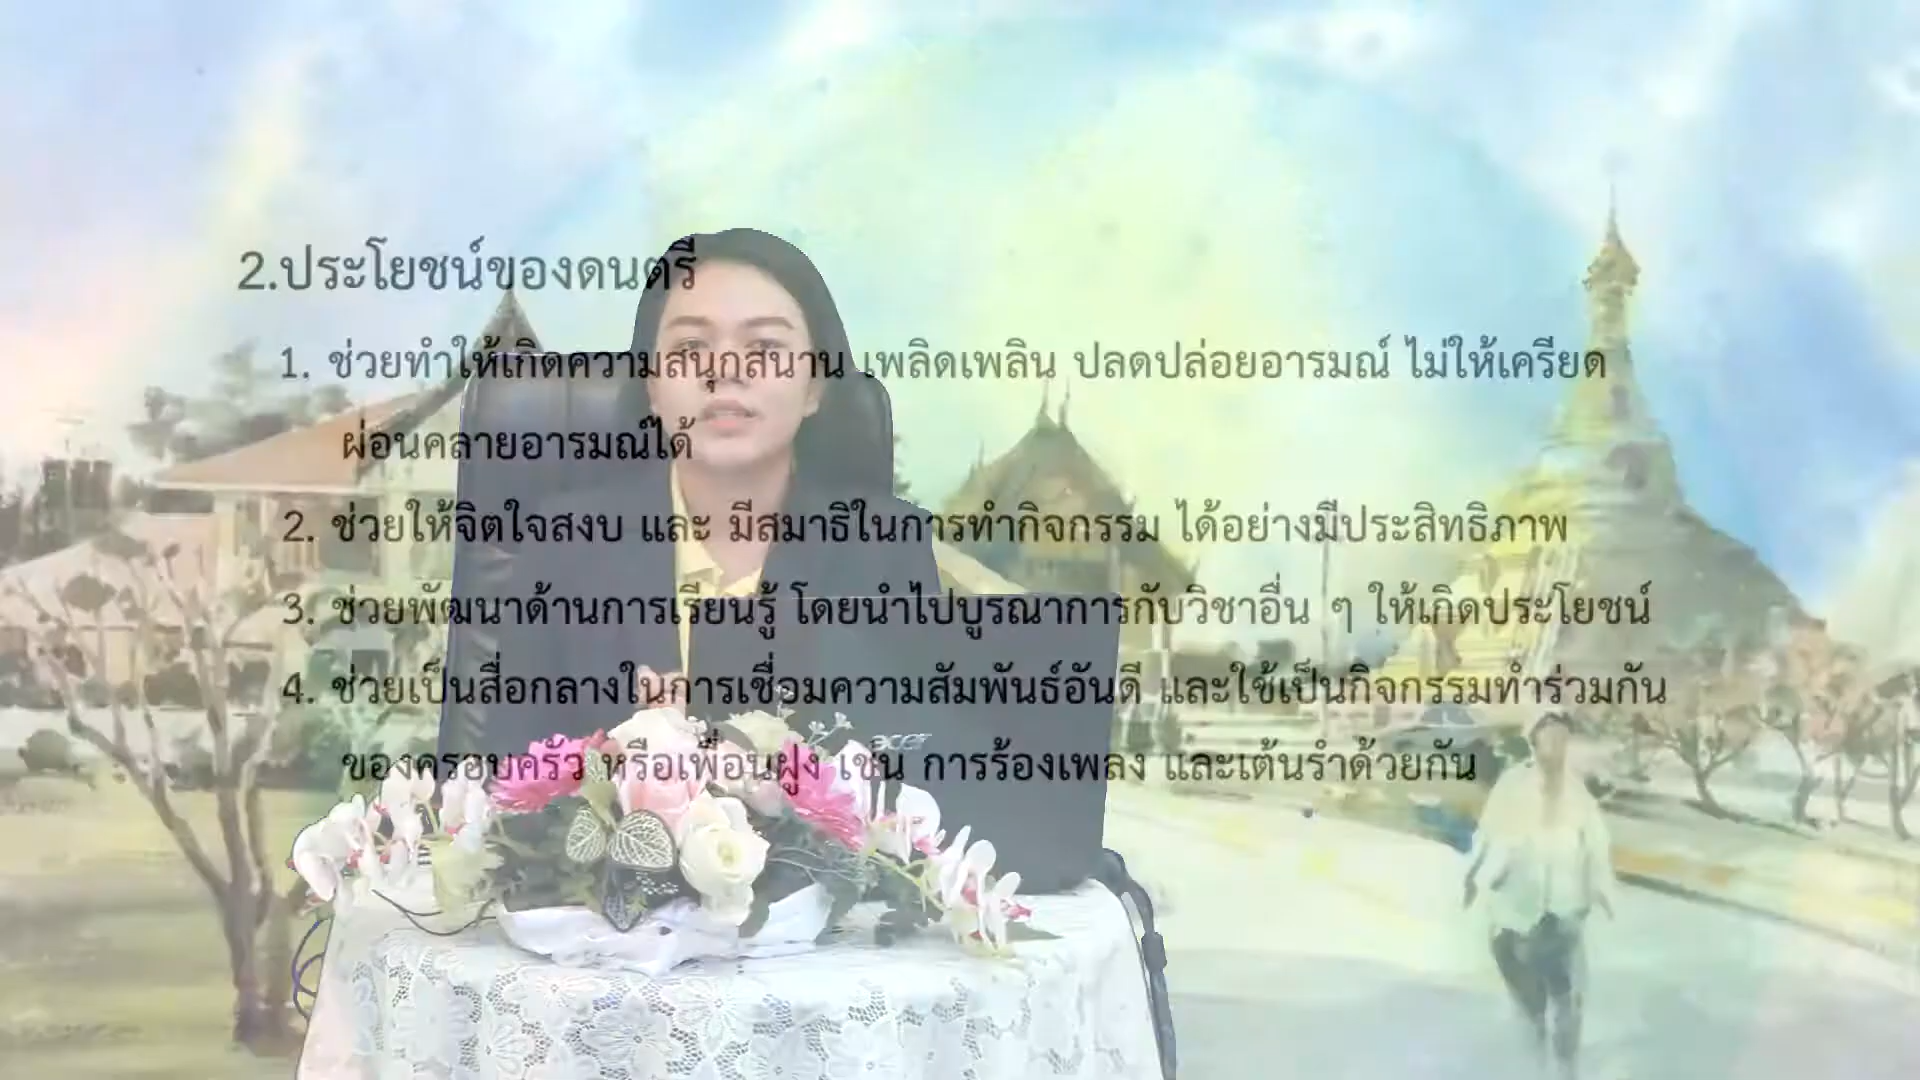 2.ประโยชน์ของดนตรี
1. ช่วยทำให้เกิดความสนุกสนาน เพลิดเพลิน ปลดปล่อยอารมณ์ ไม่ให้เครียด
ผ่อนคลายอารมณ์ได้
2. ช่วยให้จิตใจสงบ และ มีสมาธิในการทำกิจกรรม ได้อย่างมีประสิทธิภาพ
3. ช่วยพัฒนาด้านการเรียนรู้ โดยนำไปบูรณาการกับวิชาอื่น ๆ ให้เกิดประโยชน์
4. ช่วยเป็นสื่อกลางในการเชื่อมความสัมพันธ์อันดี และใช้เป็นกิจกรรมทำร่วมกัน
acer
ของครอบครัว หรือเพื่อนฝูง เช่น การร้องเพลง และเต้นรำด้วยกัน